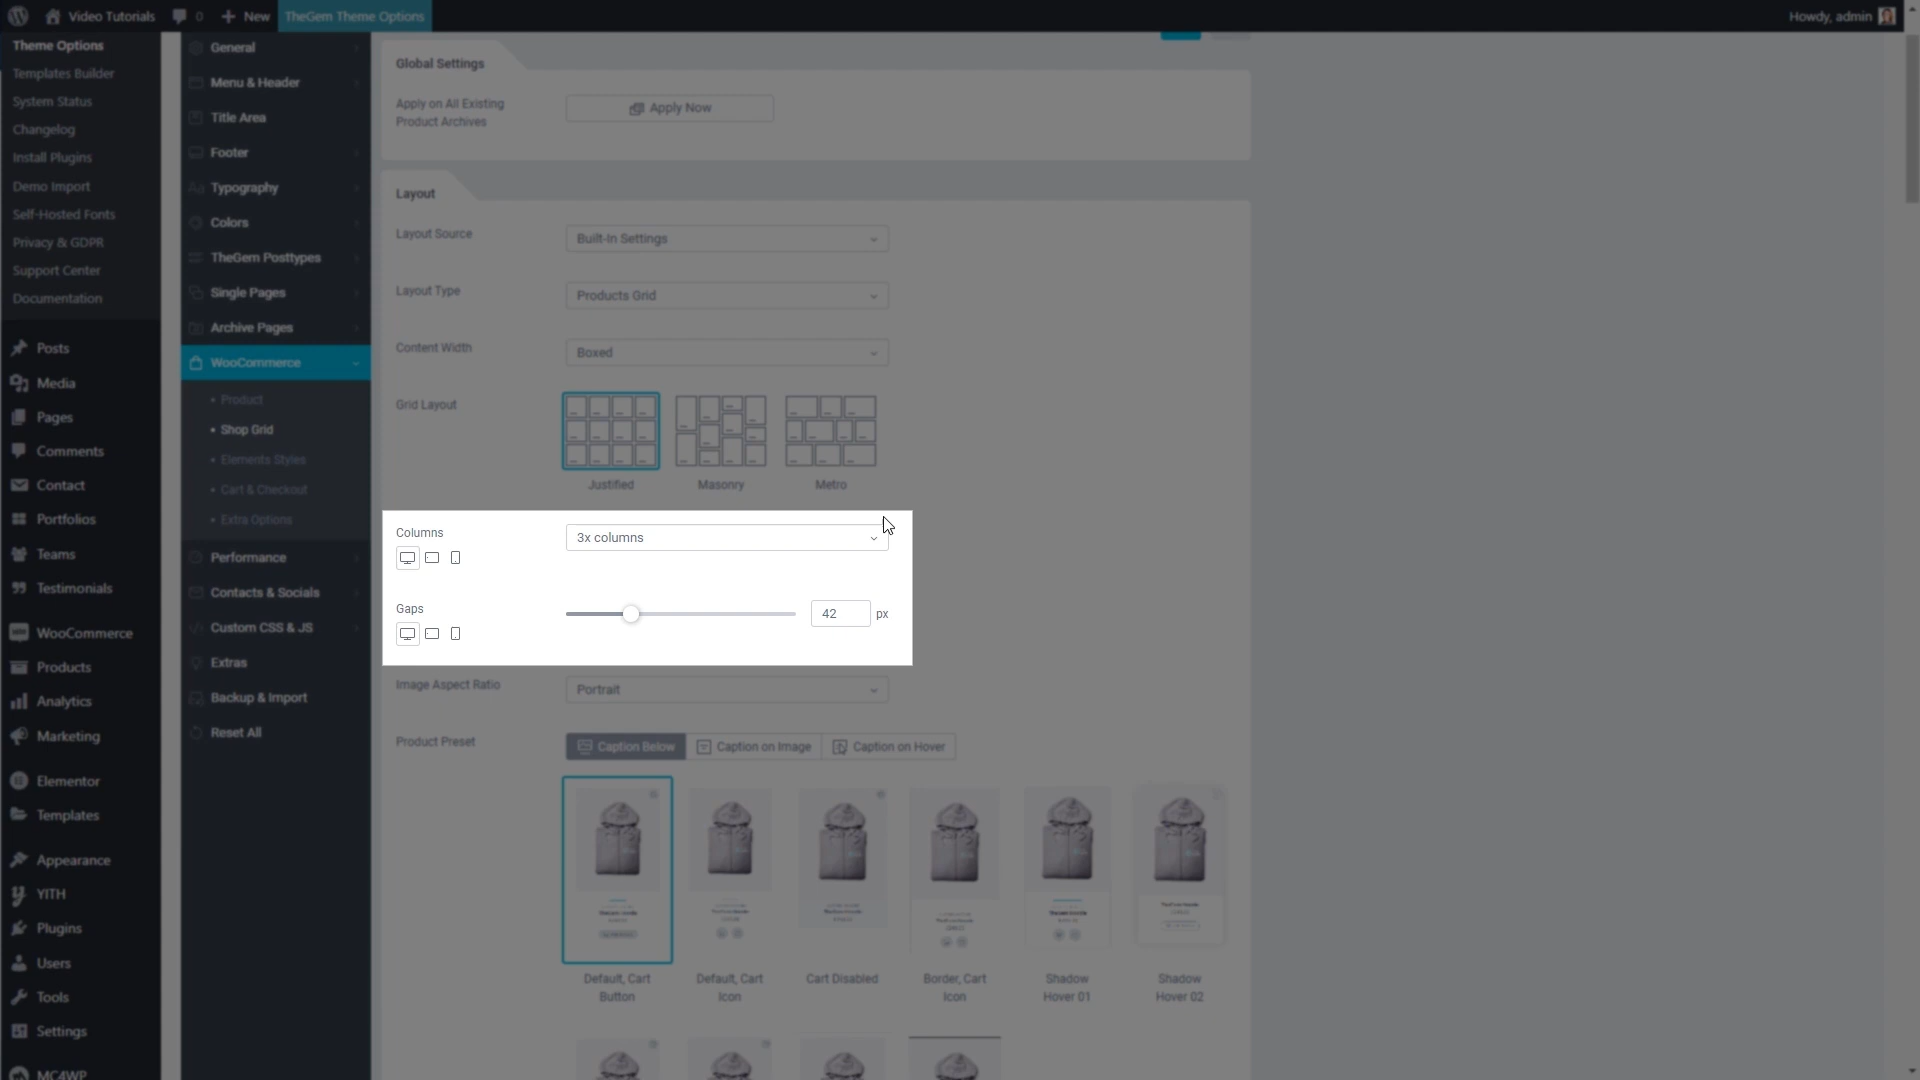 Video Tutorials
0
New
TheGem Theme Options
Howdy, admin
Theme Options
Templates Builder
System Status
Changelog
Install Plugins
Demo Import
Self-Hosted Fonts
Privacy & GDPR
Support Center
Documentation
Posts
Media
Pages
Comments
Contact
Portfolios
Teams
Testimonials
WooCommerce
Products
Analytics
Marketing
Elementor
Templates
Appearance
YITH
Plugins
Users
Tools
Settings
MC4WP
General
Menu & Header
Title Area
Footer
Typography
Colors
TheGem Posttypes
Single Pages
Archive Pages
WooCommerce
• Product
• Shop Grid
• Elements Styles
• Cart & Checkout
• Extra Options
Performance
Contacts & Socials
Custom CSS & JS
Extras
Backup & Import
Reset All
Global Settings
Apply on All Existing
Product Archives
Apply Now
Layout
Layout Source
Built-In Settings
Layout Type
Products Grid
Content Width
Boxed
Grid Layout
Justified
Masonry
Metro
Columns
3x columns
Gaps
42
px
Image Aspect Ratio
Portrait
Product Preset
Caption Below
Caption on Image
Caption on Hover
Default, Cart
Button
Default, Cart
Icon
Cart Disabled
Border, Cart
Icon
Shadow
Hover 01
Shadow
Hover 02